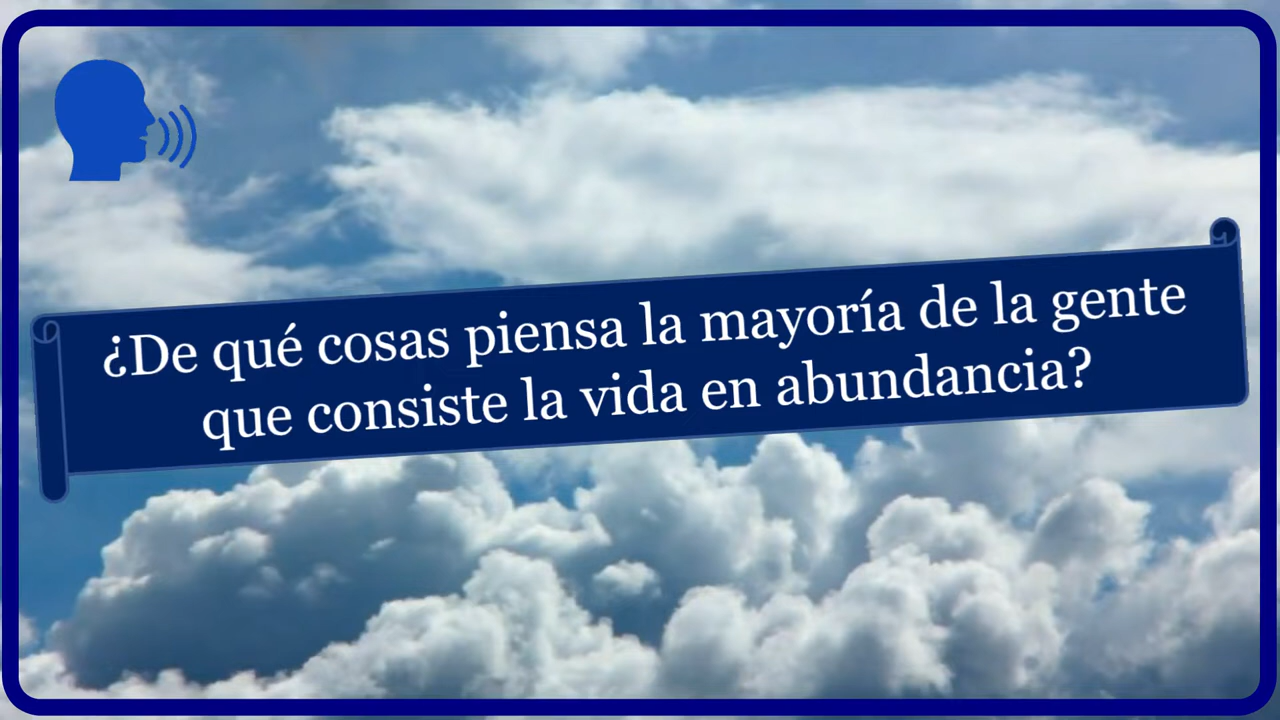 ¿De qué cosas piensa la mayoría de la gente
que consiste la vida en abundancia?